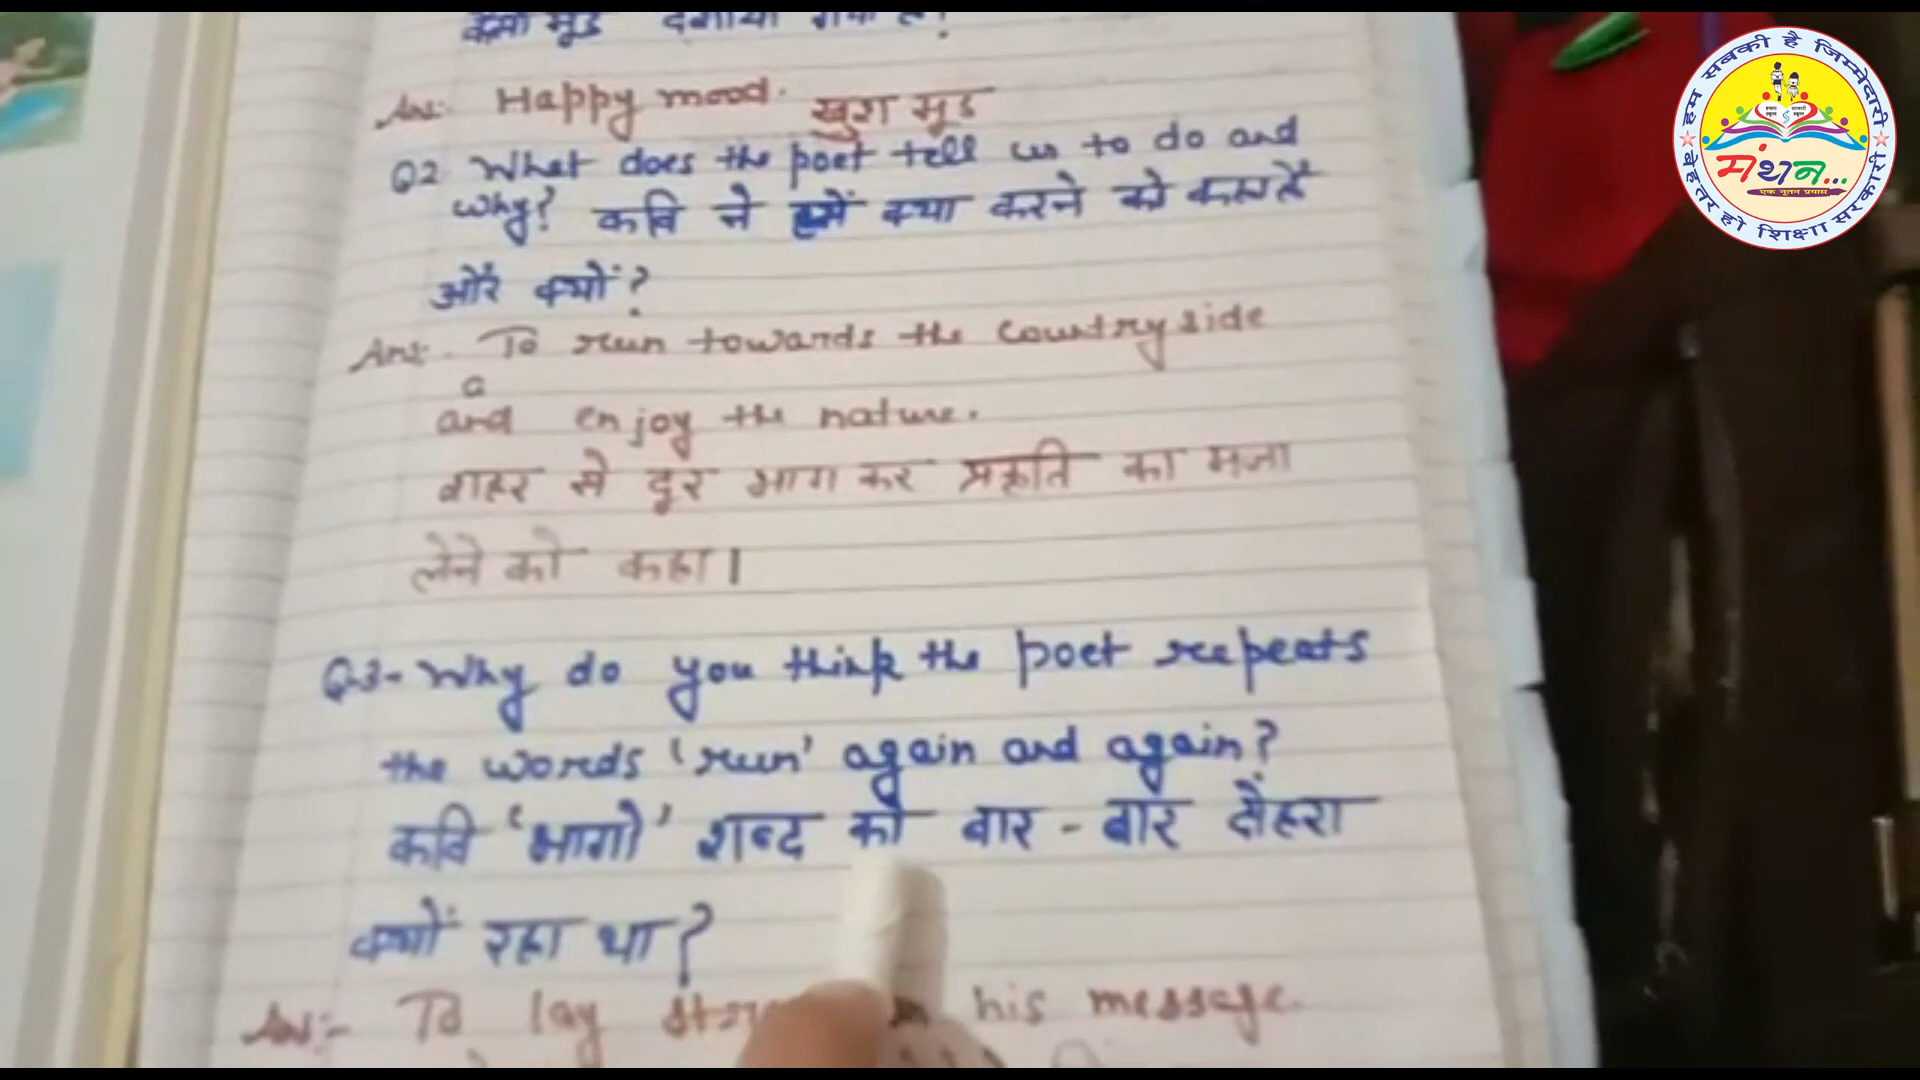 Ans:- Happy mood. खुश मूड
Q2 What does the poet tell us to do and
why? कवि ने हमें क्या करने को कहते
और क्यों?
Ans:- To run towards the countryside
a
and enjoy the nature.
शहर से दूर भाग कर प्रकृति का मजा
लेने को कहा।
Q.3- Why do you think the poet repeats
the words 'run' again and again?
कवि 'भागो' शब्द को बार - बार दौहरा
क्यों रहा था?
Ans:- To lay his message.
हम सबकी है जिम्मेदारी
बेहतर हो शिक्षा सरकारी
मंथन...
एक नूतन प्रयास